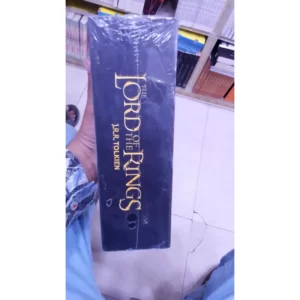 THE
LORD OF
THE RINGS
J.R.R. TOLKIEN